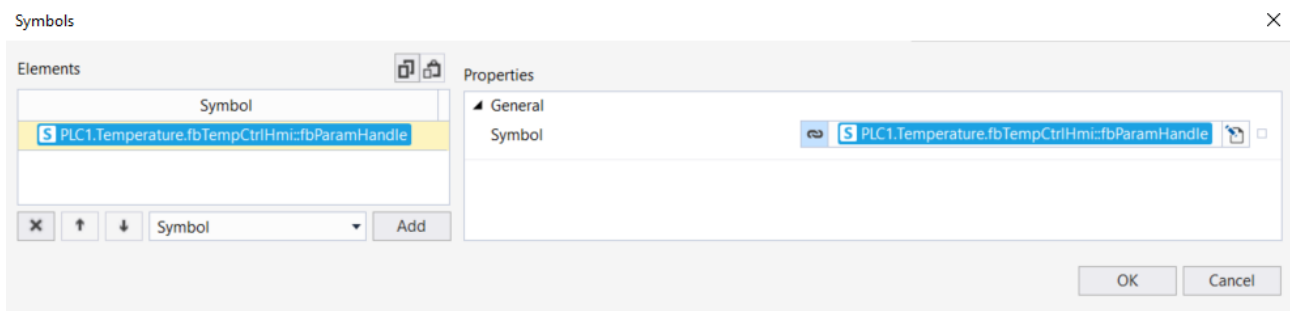 Symbols
Elements
Properties
Symbol
S PLC1.Temperature.fbTempCtrlHmi::fbParamHandle
General
Symbol
S PLC1.Temperature.fbTempCtrlHmi::fbParamHandle
Symbol
Add
OK
Cancel